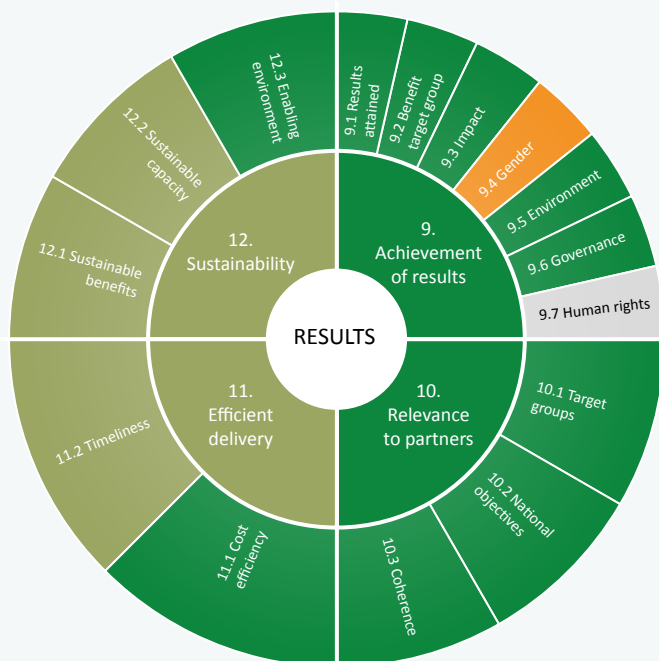 RESULTS
9.
Achievement
of results
9.1 Results
attained
9.2 Benefit
target group
9.3 Impact
9.4 Gender
9.5 Environment
9.6 Governance
9.7 Human rights
10.
Relevance
to partners
10.1 Target
groups
10.2 National
objectives
10.3 Coherence
11.
Efficient
delivery
11.1 Cost
efficiency
11.2 Timeliness
12.
Sustainability
12.1 Sustainable
benefits
12.2 Sustainable
capacity
12.3 Enabling
environment